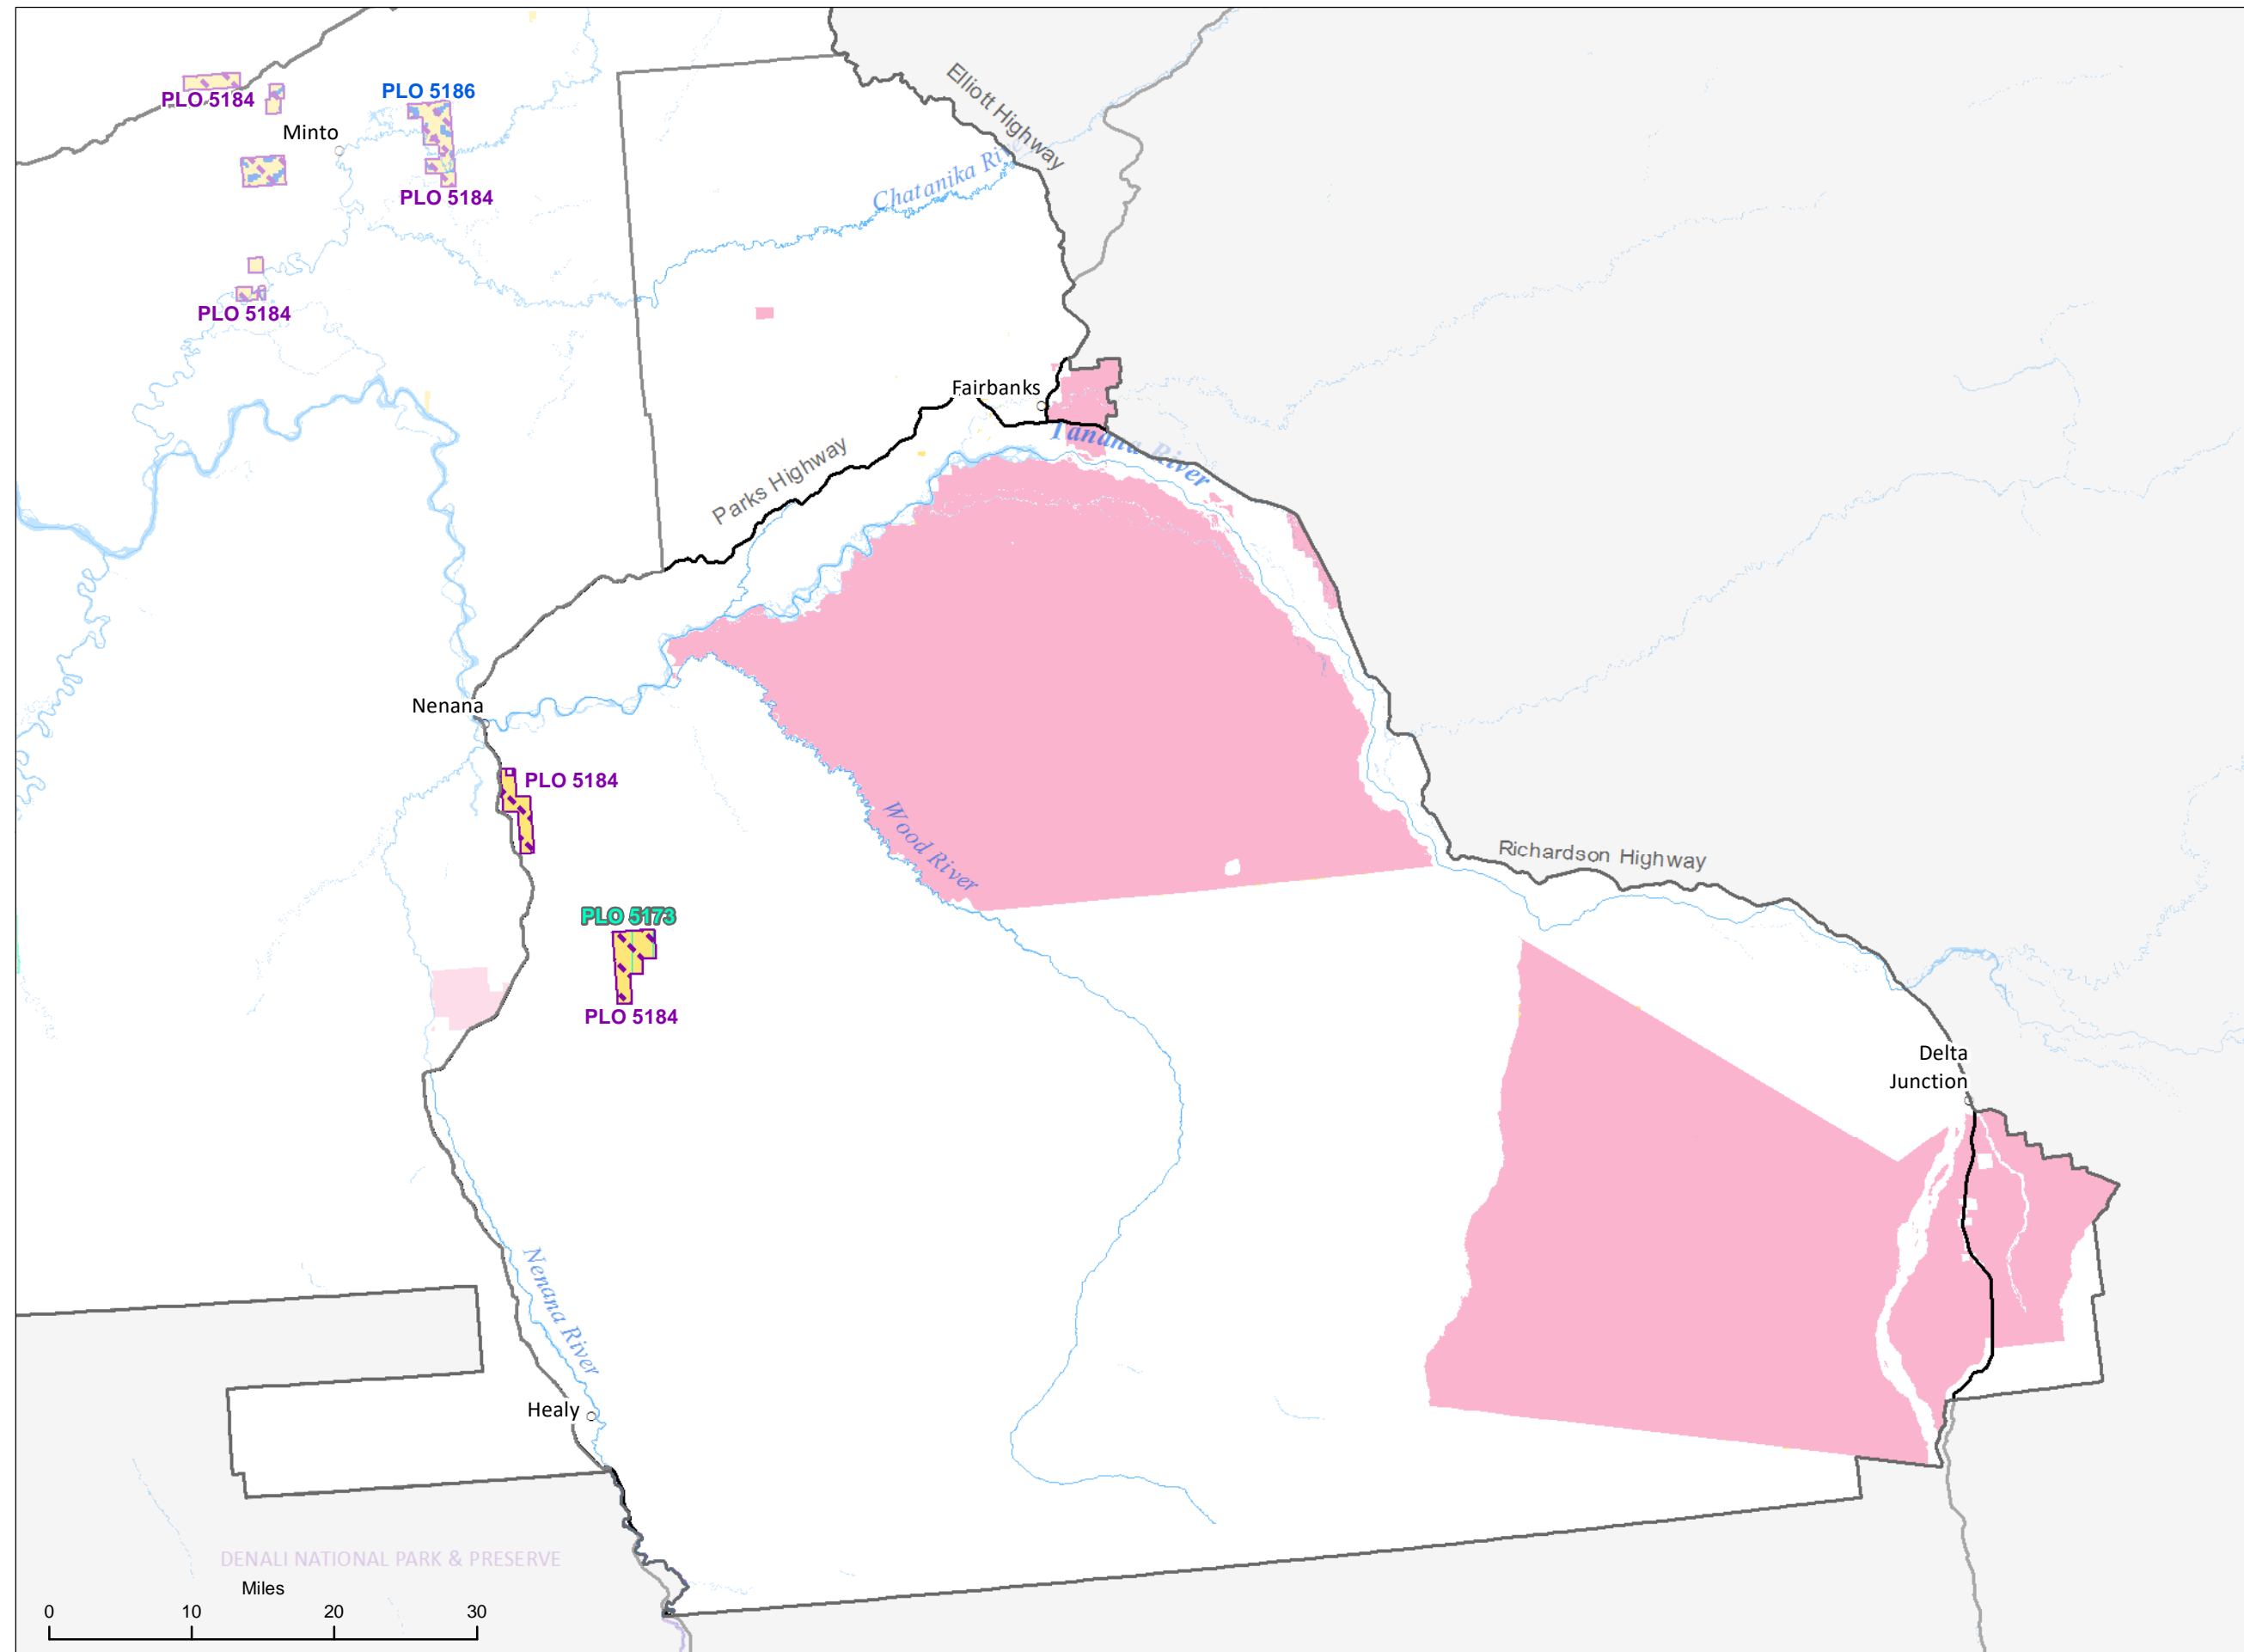 Elliott Highway
PLO 5186
PLO 5184
Minto
Chatanika River
PLO 5184
PLO 5184
Fairbanks
Tanana River
Parks Highway
Nenana
PLO 5184
Wood River
Richardson Highway
PLO 5173
PLO 5184
Delta
Junction
Nenana River
Healy
DENALI NATIONAL PARK & PRESERVE
Miles
0 10 20 30